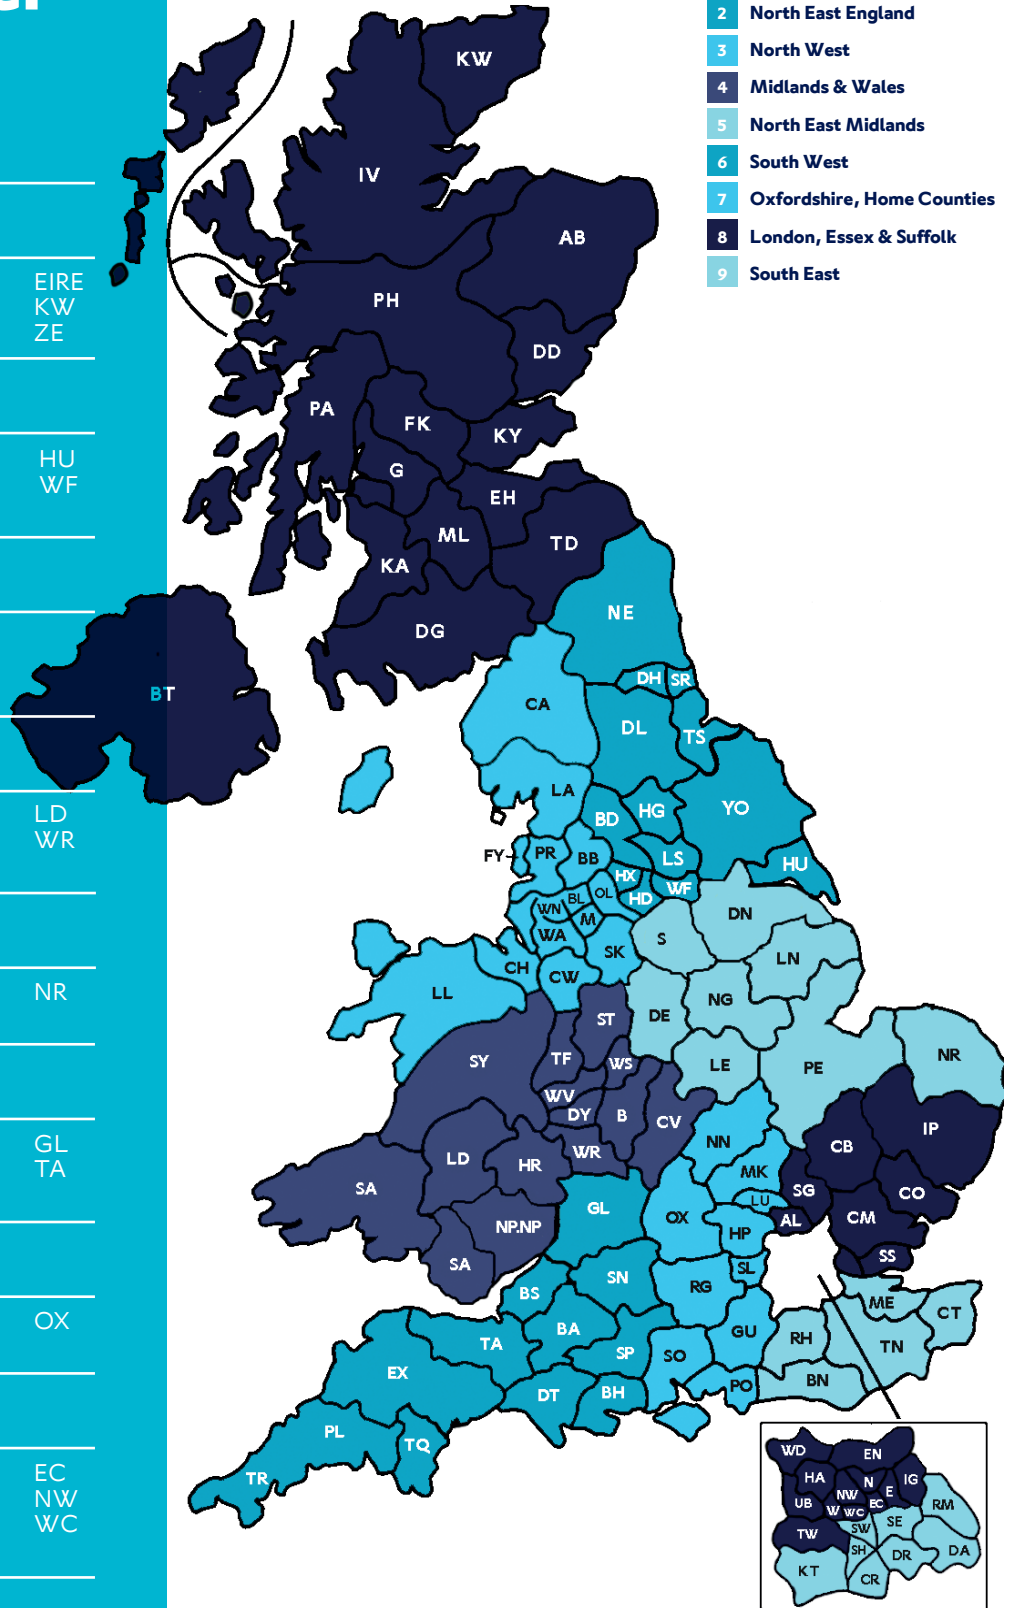 2 North East England
3 North West
4 Midlands & Wales
5 North East Midlands
6 South West
7 Oxfordshire, Home Counties
8 London, Essex & Suffolk
9 South East
EIRE
KW
ZE
HU
WF
LD
WR
NR
GL
TA
OX
EC
NW
WC
KW
IV
AB
PH
DD
PA
FK
KY
G
EH
ML
TD
KA
DG
NE
BT
DH SR
CA
DL
TS
LA
BD
HG
YO
FY
PR
BB
LS
HU
HX
WF
HD
OL
BL
WN
M
WA
DN
S
SK
LN
CH
CW
LL
NG
ST
DE
SY
TF
WS
LE
PE
NR
WV
DY
B
CV
IP
NN
CB
WR
LD
HR
MK
SA
SG
CO
LU
GL
NP.NP
OX
AL
CM
HP
SS
SA
SL
SN
BS
RG
ME
CT
BA
GU
TA
RH
TN
SP
SO
EX
BN
PO
DT
BH
PL
TQ
TR
WD
EN
HA
N
IG
E
NW
UB
EC
W
WC
RM
SE
SW
TW
SH
DR
DA
KT
CR